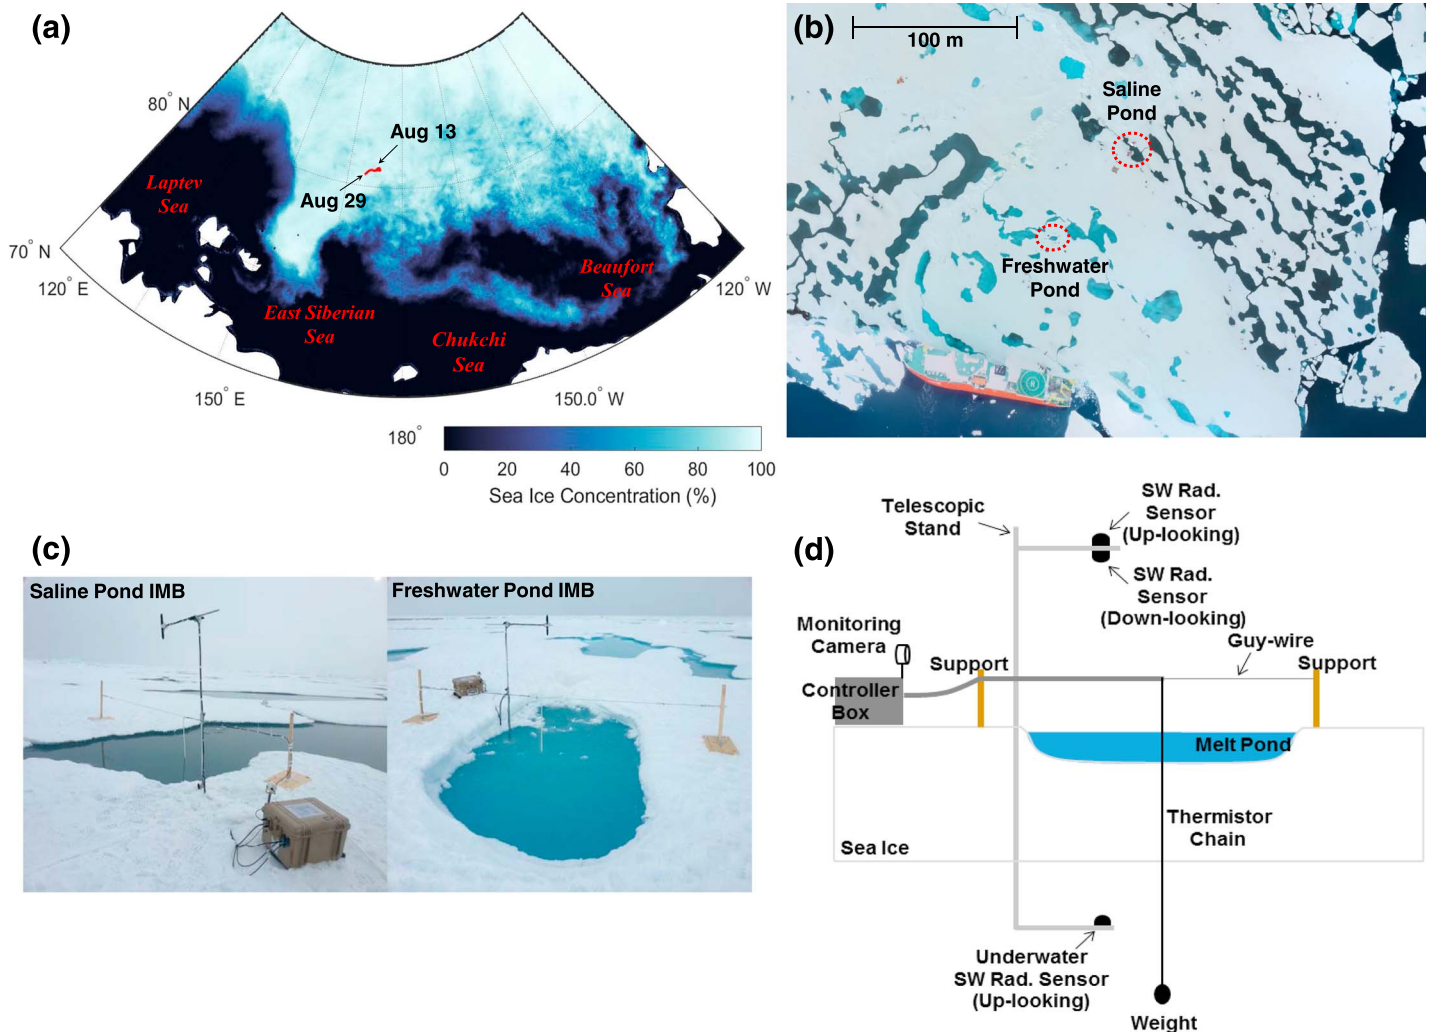 (a)
80° N
Aug 13
Laptev
Sea
Aug 29
70° N
120° E
Beaufort
Sea
120° W
East Siberian
Sea
Chukchi
Sea
150° E
150.0° W
180°
0 20 40 60 80 100
Sea Ice Concentration (%)
(b)
100 m
Saline
Pond
Freshwater
Pond
H
(c)
Saline Pond IMB
Freshwater Pond IMB
(d)
Telescopic
Stand
SW Rad.
Sensor
(Up-looking)
SW Rad.
Sensor
(Down-looking)
Monitoring
Camera
Guy-wire
Support
Support
Controller
Box
Melt Pond
Thermistor
Chain
Sea Ice
Underwater
SW Rad. Sensor
(Up-looking)
Weight